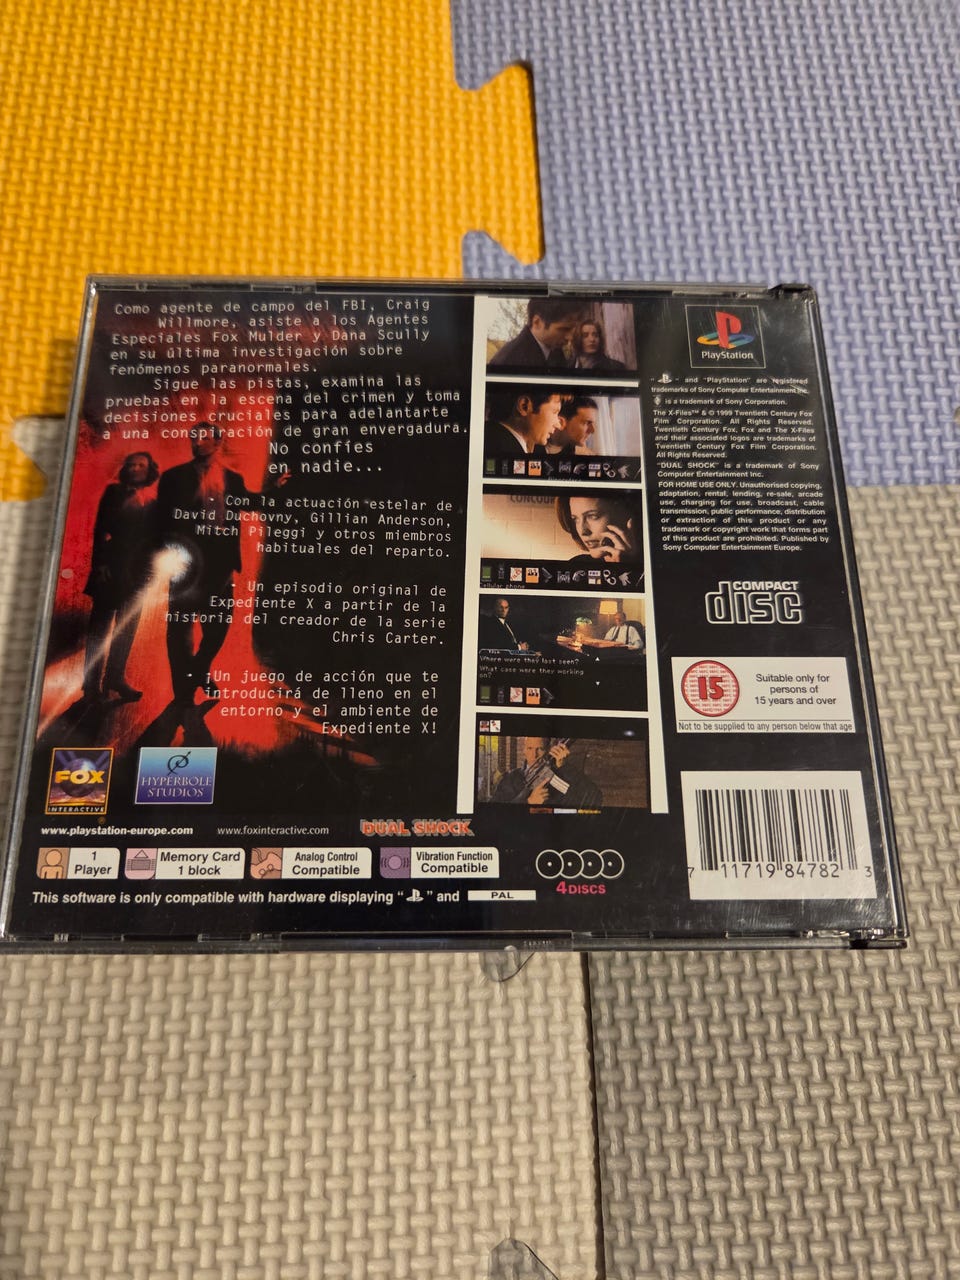 Como agente de campo del FBI, Craig
Willmore, asiste a los Agentes
Especiales Fox Mulder y Dana Scully
en su última investigación sobre
fenómenos paranormales.
Sigue las pistas, examina las
pruebas en la escena del crimen y toma
decisiones cruciales para adelantarte
a una conspiración de gran envergadura.
No confíes
en nadie...
· Con la actuación estelar de
David Duchovny, Gillian Anderson,
Mitch Pileggi y otros miembros
habituales del reparto.
· Un episodio original de
Expediente X a partir de la
historia del creador de la serie
Chris Carter.
· ¡Un juego de acción que te
introducirá de lleno en el
entorno y el ambiente de
Expediente X!
FOX
INTERACTIVE
HYPERBOLE
STUDIOS
www.playstation-europe.com
www.foxinteractive.com
DUAL SHOCK
1
Player
Memory Card
1 block
Analog Control
Compatible
Vibration Function
Compatible
4 DISCS
This software is only compatible with hardware displaying " " and PAL
Cellular phone
Where were they last seen?
What case were they working
on?
PlayStation
" " and "PlayStation" are registered
trademarks of Sony Computer Entertainment Inc.
is a trademark of Sony Corporation.
The X-Files™ & © 1999 Twentieth Century Fox
Film Corporation. All Rights Reserved.
Twentieth Century Fox, Fox and The X-Files
and their associated logos are trademarks of
Twentieth Century Fox Film Corporation.
All Rights Reserved.
"DUAL SHOCK" is a trademark of Sony
Computer Entertainment Inc.
FOR HOME USE ONLY. Unauthorised copying,
adaptation, rental, lending, re-sale, arcade
use, charging for use, broadcast, cable
transmission, public performance, distribution
or extraction of this product or any
trademark or copyright work that forms part
of this product are prohibited. Published by
Sony Computer Entertainment Europe.
COMPACT
disc
15
Suitable only for
persons of
15 years and over
Not to be supplied to any person below that age
7 11719 84782 3